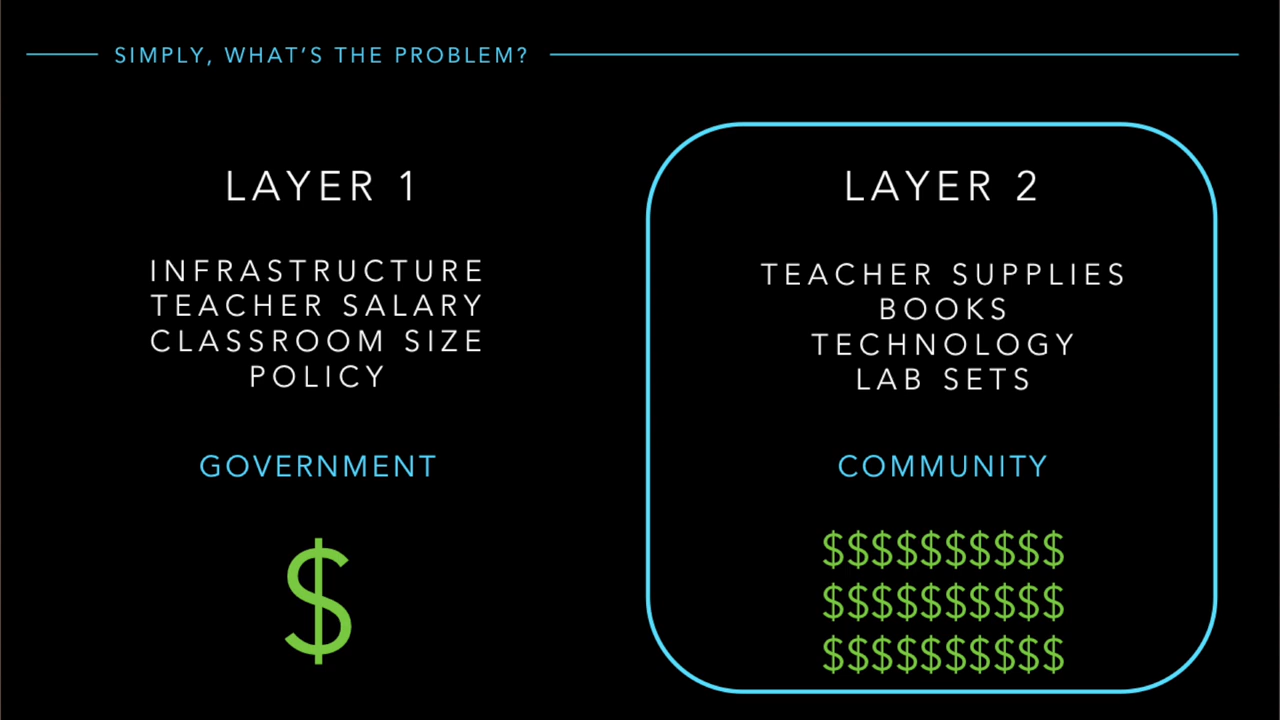 SIMPLY, WHAT'S THE PROBLEM?
LAYER 1
INFRASTRUCTURE
TEACHER SALARY
CLASSROOM SIZE
POLICY
GOVERNMENT
$
LAYER 2
TEACHER SUPPLIES
BOOKS
TECHNOLOGY
LAB SETS
COMMUNITY
$$$$$$$$$$
$$$$$$$$$$
$$$$$$$$$$